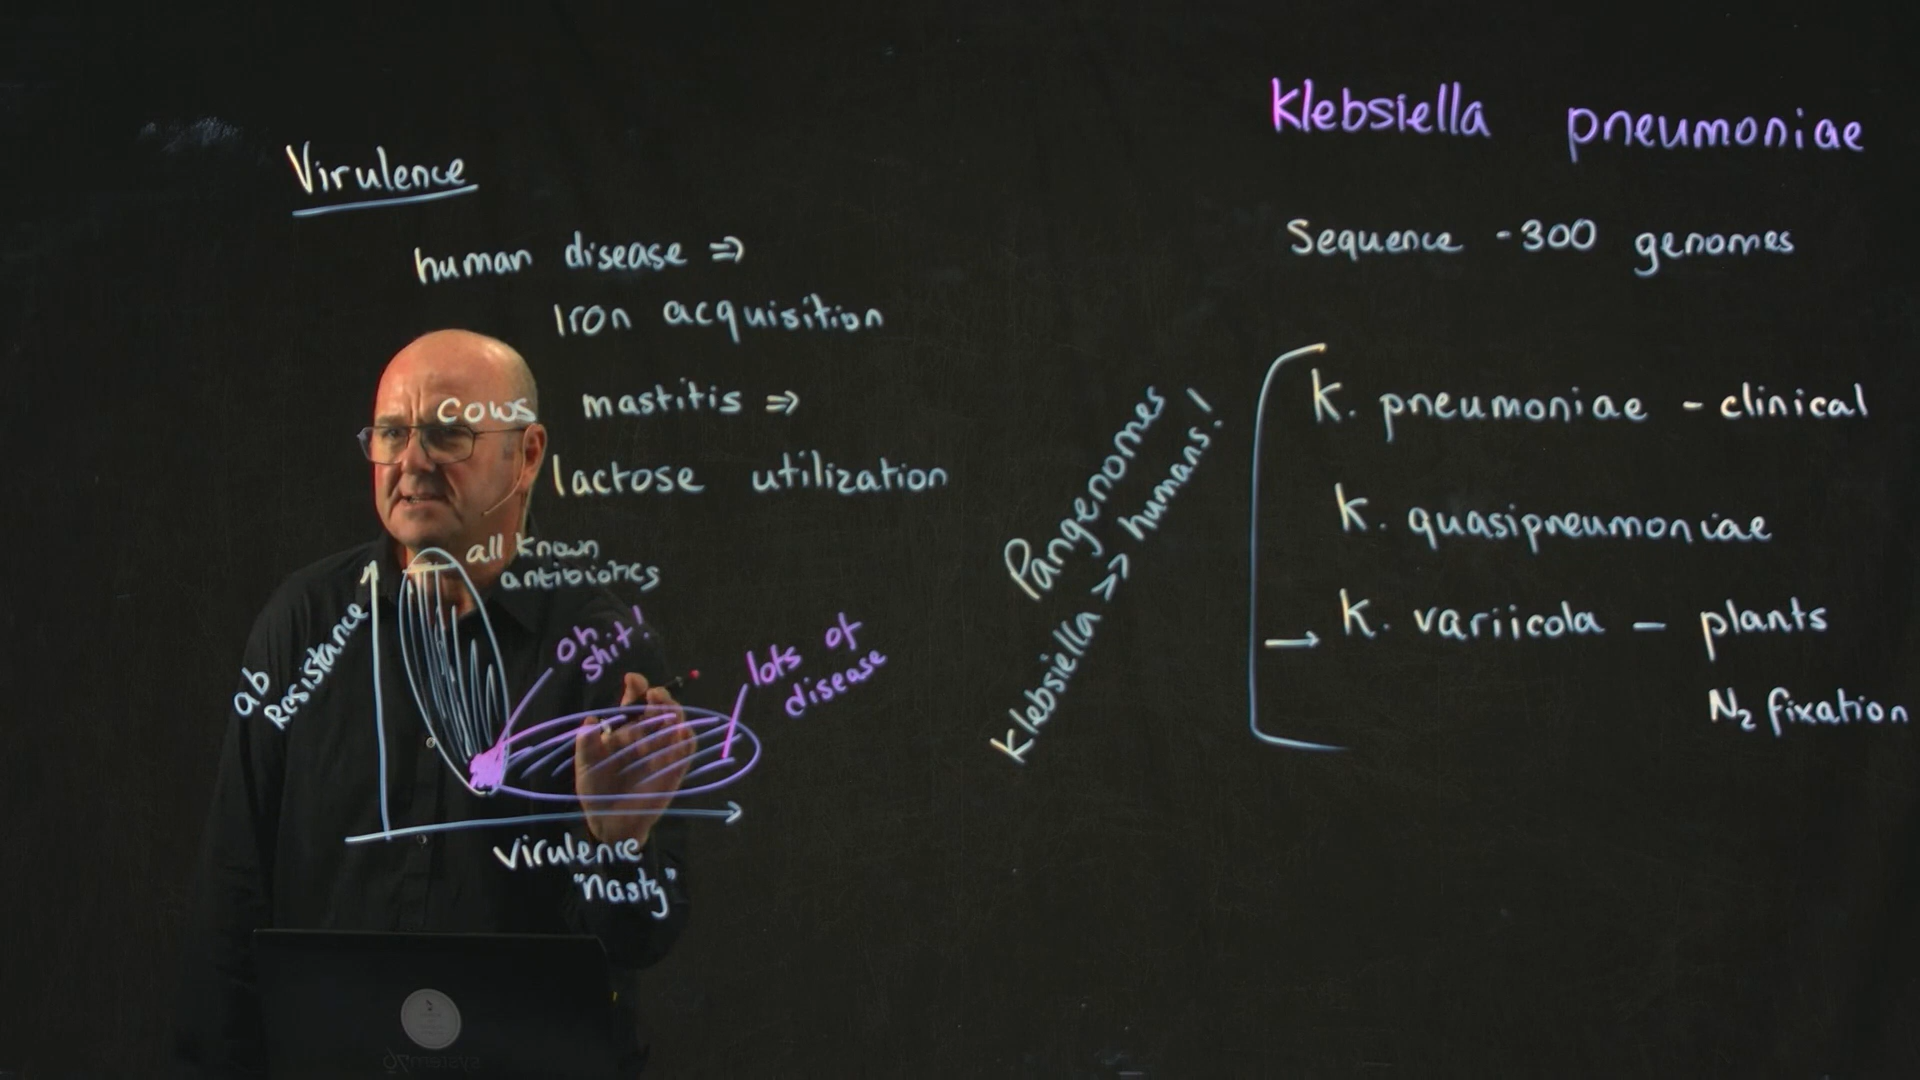 Klebsiella pneumoniae
Sequence - 300 genomes
K. pneumoniae - clinical
K. quasipneumoniae
→ K. variicola - plants
N2 fixation
Pangenomes
Klebsiella >> humans!
Virulence
human disease ⇒
Iron acquisition
cows mastitis ⇒
lactose utilization
all known
antibiotics
ab
Resistance
oh
shit!
lots of
disease
Virulence
"Nasty"
system76